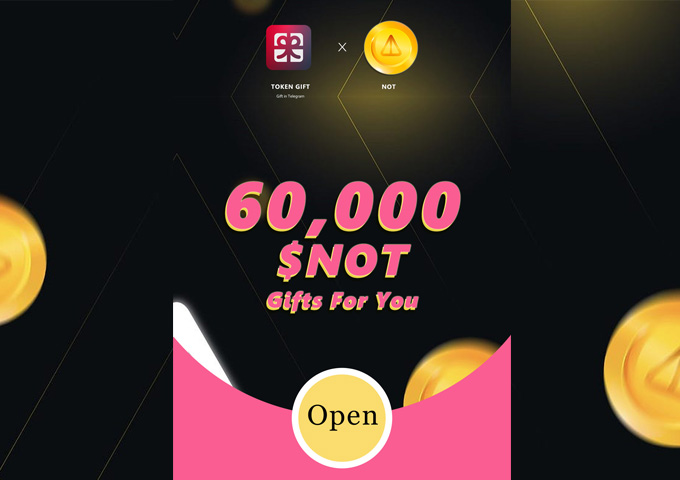 X
TOKEN GIFT
NOT
Gift in Telegram
60,000
$NOT
Gifts For You
Open